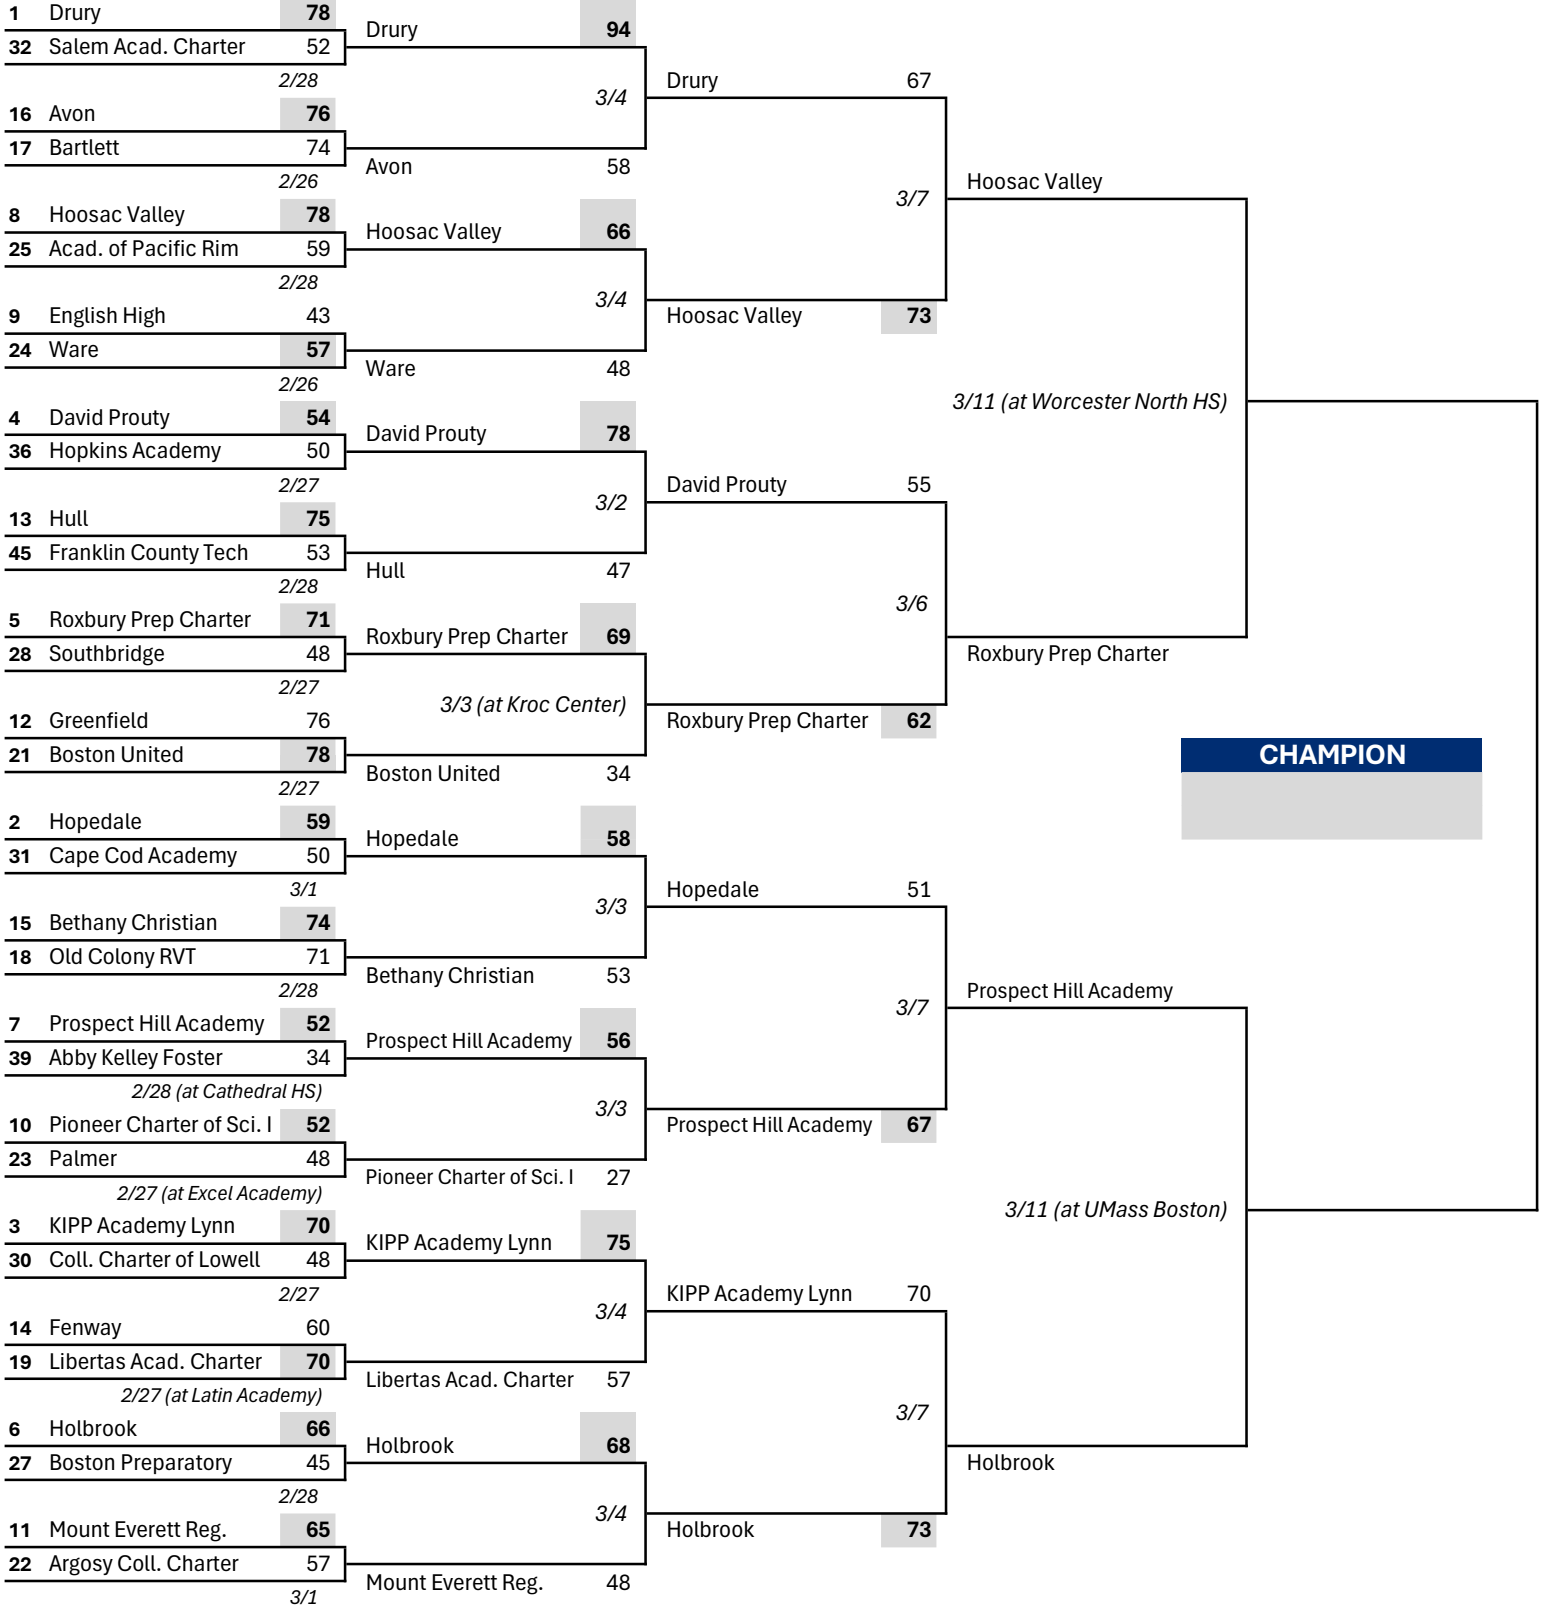 1 Drury 78
32 Salem Acad. Charter 52
2/28
16 Avon 76
17 Bartlett 74
2/26
8 Hoosac Valley 78
25 Acad. of Pacific Rim 59
2/28
9 English High 43
24 Ware 57
2/26
4 David Prouty 54
36 Hopkins Academy 50
2/27
13 Hull 75
45 Franklin County Tech 53
2/28
5 Roxbury Prep Charter 71
28 Southbridge 48
2/27
12 Greenfield 76
21 Boston United 78
2/27
2 Hopedale 59
31 Cape Cod Academy 50
3/1
15 Bethany Christian 74
18 Old Colony RVT 71
2/28
7 Prospect Hill Academy 52
39 Abby Kelley Foster 34
2/28 (at Cathedral HS)
10 Pioneer Charter of Sci. I 52
23 Palmer 48
2/27 (at Excel Academy)
3 KIPP Academy Lynn 70
30 Coll. Charter of Lowell 48
2/27
14 Fenway 60
19 Libertas Acad. Charter 70
2/27 (at Latin Academy)
6 Holbrook 66
27 Boston Preparatory 45
2/28
11 Mount Everett Reg. 65
22 Argosy Coll. Charter 57
3/1
Drury 94
3/4
Avon 58
Hoosac Valley 66
3/4
Ware 48
David Prouty 78
3/2
Hull 47
Roxbury Prep Charter 69
3/3 (at Kroc Center)
Boston United 34
Hopedale 58
3/3
Bethany Christian 53
Prospect Hill Academy 56
3/3
Pioneer Charter of Sci. I 27
KIPP Academy Lynn 75
3/4
Libertas Acad. Charter 57
Holbrook 68
3/4
Mount Everett Reg. 48
Drury 67
3/7
Hoosac Valley 73
David Prouty 55
3/6
Roxbury Prep Charter 62
Hopedale 51
3/7
Prospect Hill Academy 67
KIPP Academy Lynn 70
3/7
Holbrook 73
Hoosac Valley
3/11 (at Worcester North HS)
Roxbury Prep Charter
Prospect Hill Academy
3/11 (at UMass Boston)
Holbrook
CHAMPION